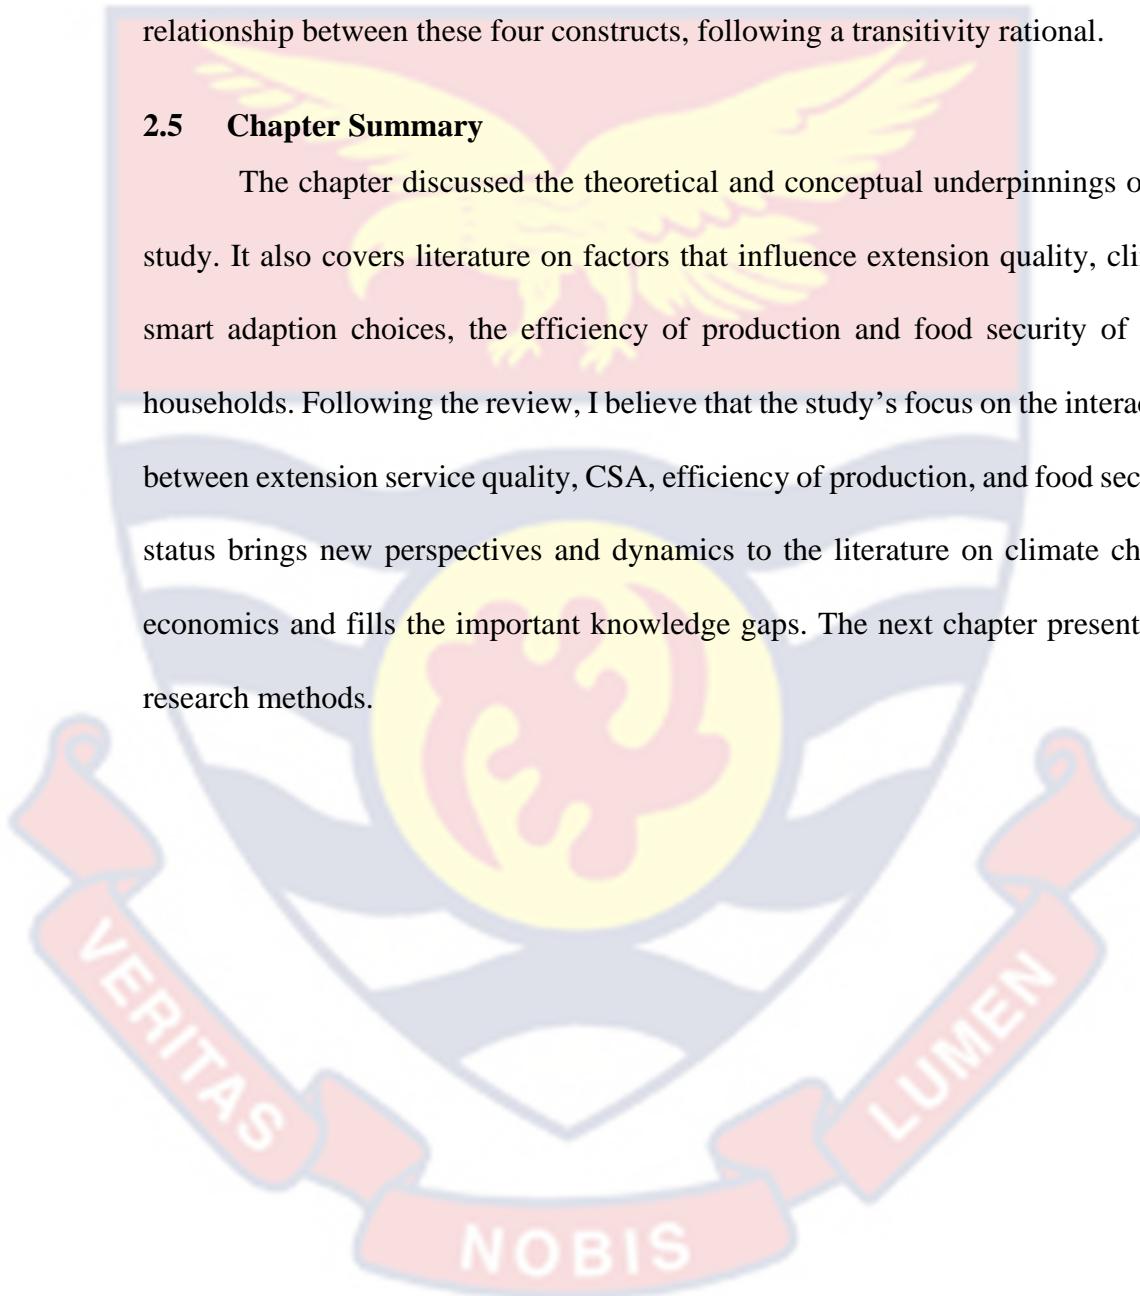 relationship between these four constructs, following a transitivity rational.
2.5 Chapter Summary
The chapter discussed the theoretical and conceptual underpinnings o
study. It also covers literature on factors that influence extension quality, cli
smart adaption choices, the efficiency of production and food security of
households. Following the review, I believe that the study’s focus on the intera
between extension service quality, CSA, efficiency of production, and food sec
status brings new perspectives and dynamics to the literature on climate ch
economics and fills the important knowledge gaps. The next chapter present
research methods.
VERITAS
NOBIS
LUMEN